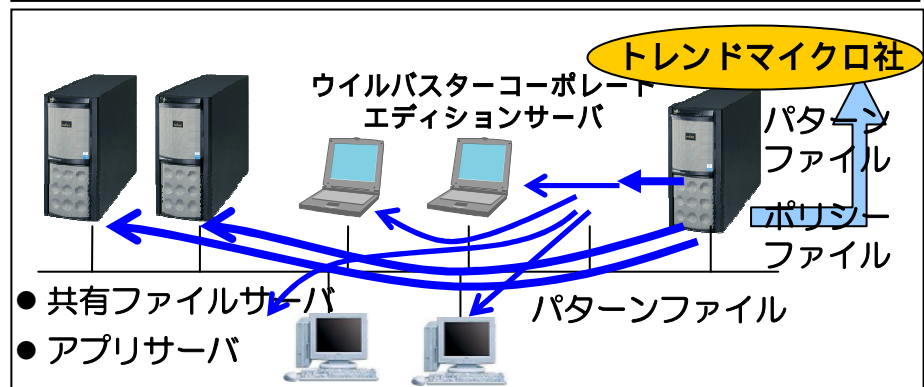 トレンドマイクロ社
ウイルバスターコーポレート
エディションサーバ
パターン
ファイル
ポリシー
ファイル
● 共有ファイルサーバ
● アプリサーバ
パターンファイル